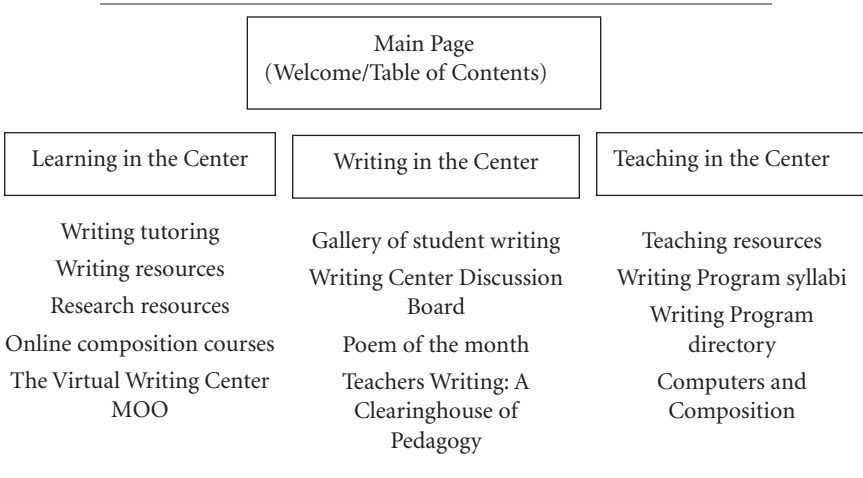 Main Page
(Welcome/Table of Contents)
Learning in the Center
Writing tutoring
Writing resources
Research resources
Online composition courses
The Virtual Writing Center
MOO
Writing in the Center
Gallery of student writing
Writing Center Discussion
Board
Poem of the month
Teachers Writing: A
Clearinghouse of
Pedagogy
Teaching in the Center
Teaching resources
Writing Program syllabi
Writing Program
directory
Computers and
Composition